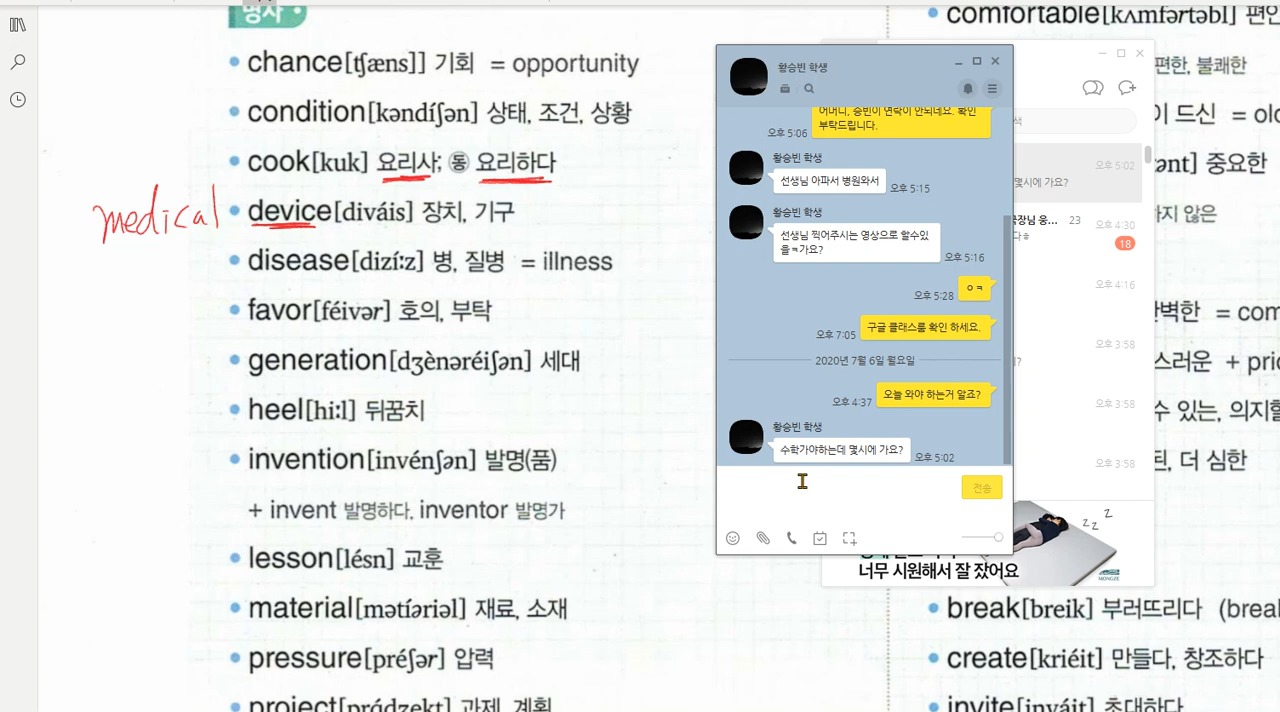 명사
chance[tʃæns]] 기회 = opportunity
condition[kəndíʃən] 상태, 조건, 상황
cook[kuk] 요리사; 동 요리하다
medical
device[diváis] 장치, 기구
disease[dizíːz] 병, 질병 = illness
favor[féivər] 호의, 부탁
generation[dʒènəréiʃən] 세대
heel[hiːl] 뒤꿈치
invention[invénʃən] 발명(품)
+ invent 발명하다, inventor 발명가
lesson[lésn] 교훈
material[mətíəriəl] 재료, 소재
pressure[préʃər] 압력
project[prádʒekt] 과제, 계획
황승빈 학생
어머니, 승빈이 연락이 안되네요. 확인
부탁드립니다.
오후 5:06
황승빈 학생
선생님 아파서 병원와서
오후 5:15
황승빈 학생
선생님 찍어주시는 영상으로 할수있
을ㅋ가요?
오후 5:16
ㅇㅋ
오후 5:28
구글 클래스룸 확인 하세요.
오후 7:05
2020년 7월 6일 월요일
오늘 와야 하는거 알죠?
오후 4:37
황승빈 학생
수학가야하는데 몇시에 가요?
오후 5:02
전송
comfortable[kʌmfərtəbl] 편안
편한, 불쾌한
이 드신 = old
색
오후 5:02
몇시에 가요?
ənt] 중요한
국장님 응... 23
오후 4:30
다ㅎ
18
하지 않은
오후 4:16
완벽한 = com
오후 3:58
스러운 + prid
오후 3:58
수 있는, 의지할
오후 3:58
된, 더 심한
z z z
너무 시원해서 잘 잤어요
MONGZE
break[breik] 부러뜨리다 (brea
create[kriéit] 만들다, 창조하다
invite[inváit] 초대하다